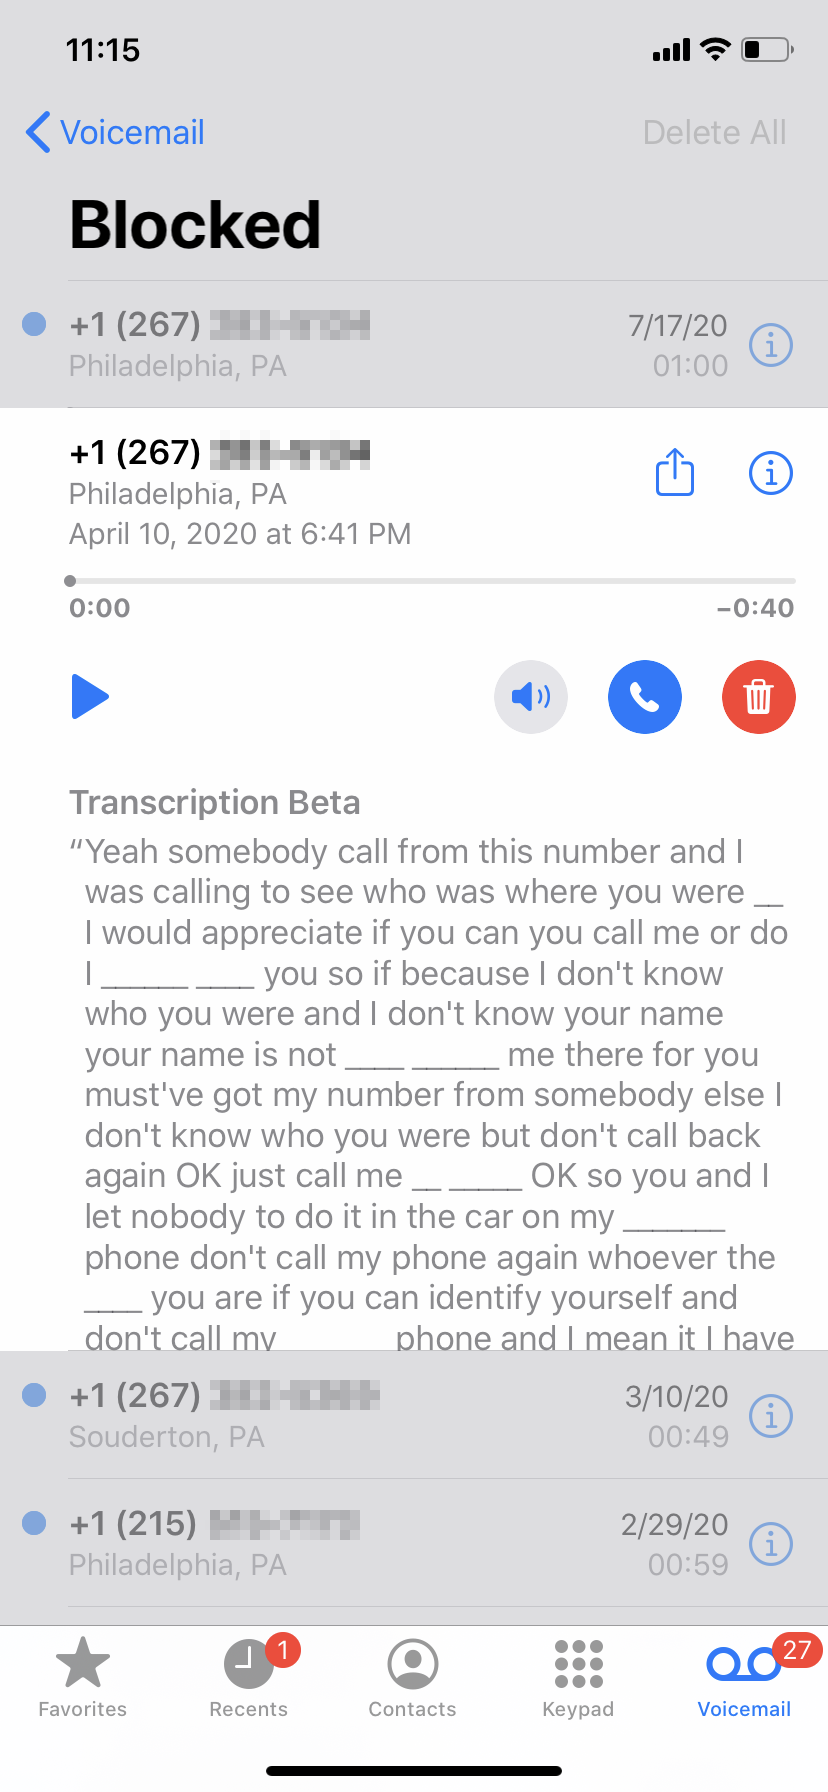 11:15
Voicemail
Delete All
Blocked
+1 (267)
7/17/20
Philadelphia, PA
01:00
+1 (267)
Philadelphia, PA
April 10, 2020 at 6:41 PM
0:00
−0:40
Transcription Beta
“Yeah somebody call from this number and I
was calling to see who was where you were __
I would appreciate if you can you call me or do
I ______ ____ you so if because I don't know
who you were and I don't know your name
your name is not ____ ______ me there for you
must've got my number from somebody else I
don't know who you were but don't call back
again OK just call me __ _____ OK so you and I
let nobody to do it in the car on my _______
phone don't call my phone again whoever the
____ you are if you can identify yourself and
don't call my phone and I mean it I have
+1 (267)
3/10/20
Souderton, PA
00:49
+1 (215)
2/29/20
Philadelphia, PA
00:59
1
27
Favorites
Recents
Contacts
Keypad
Voicemail